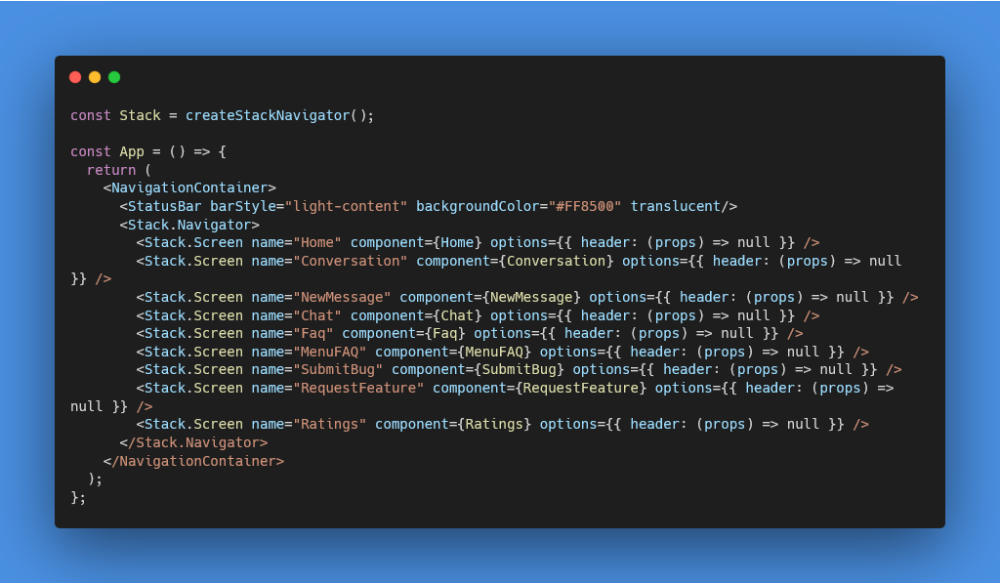 const Stack = createStackNavigator();

const App = () => {
  return (
    <NavigationContainer>
      <StatusBar barStyle="light-content" backgroundColor="#FF8500" translucent/>
      <Stack.Navigator>
        <Stack.Screen name="Home" component={Home} options={{ header: (props) => null }} />
        <Stack.Screen name="Conversation" component={Conversation} options={{ header: (props) => null
}} />
        <Stack.Screen name="NewMessage" component={NewMessage} options={{ header: (props) => null }} />
        <Stack.Screen name="Chat" component={Chat} options={{ header: (props) => null }} />
        <Stack.Screen name="Faq" component={Faq} options={{ header: (props) => null }} />
        <Stack.Screen name="MenuFAQ" component={MenuFAQ} options={{ header: (props) => null }} />
        <Stack.Screen name="SubmitBug" component={SubmitBug} options={{ header: (props) => null }} />
        <Stack.Screen name="RequestFeature" component={RequestFeature} options={{ header: (props) =>
null }} />
        <Stack.Screen name="Ratings" component={Ratings} options={{ header: (props) => null }} />
      </Stack.Navigator>
    </NavigationContainer>
  );
};